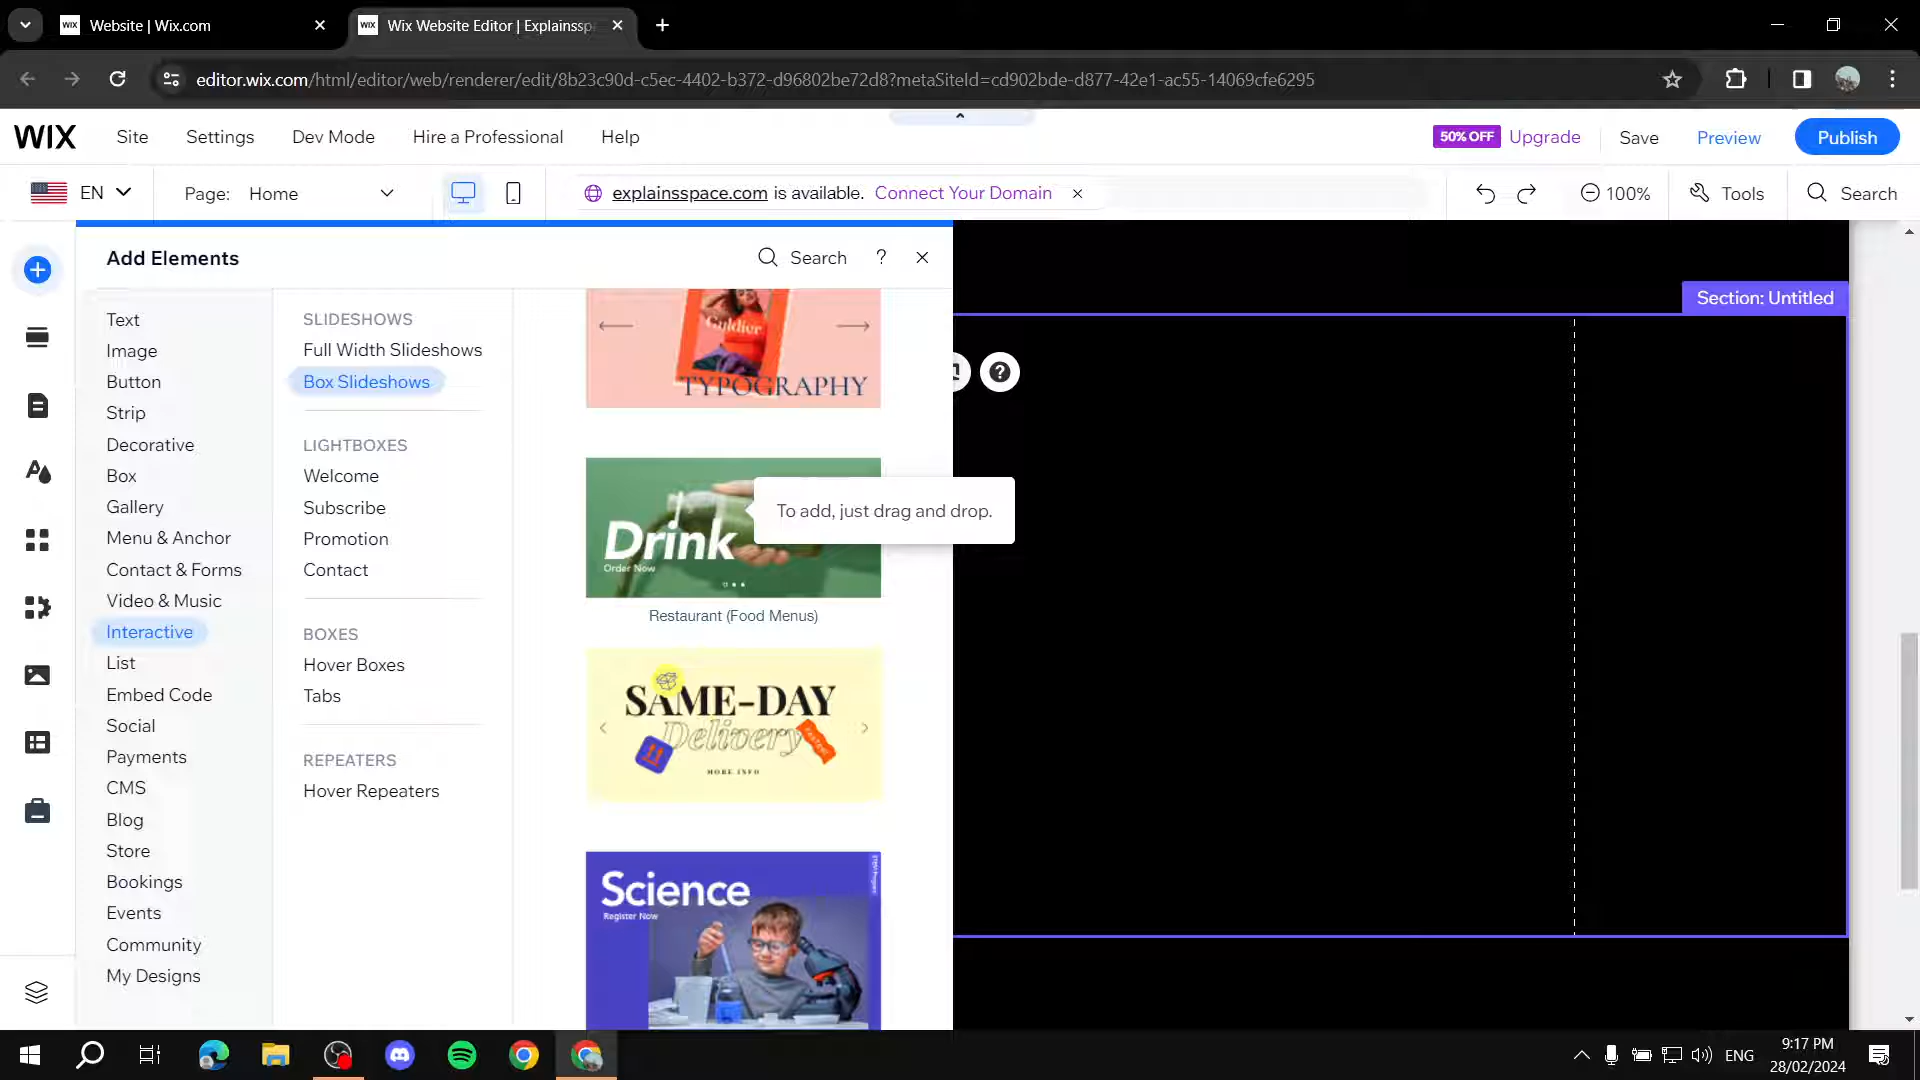 Website | Wix.com
Wix Website Editor | Explainssp
editor.wix.com/html/editor/web/renderer/edit/8b23c90d-c5ec-4402-b372-d96802be72d8?metaSiteId=cd902bde-d877-42e1-ac55-14069cfe6295
WIX
Site
Settings
Dev Mode
Hire a Professional
Help
50% OFF
Upgrade
Save
Preview
Publish
EN
Page: Home
explainsspace.com is available. Connect Your Domain
100%
Tools
Search
Add Elements
Search
?
Section: Untitled
Text
Image
Button
Strip
Decorative
Box
Gallery
Menu & Anchor
Contact & Forms
Video & Music
Interactive
List
Embed Code
Social
Payments
CMS
Blog
Store
Bookings
Events
Community
My Designs
SLIDESHOWS
Full Width Slideshows
Box Slideshows
LIGHTBOXES
Welcome
Subscribe
Promotion
Contact
BOXES
Hover Boxes
Tabs
REPEATERS
Hover Repeaters
TYPOGRAPHY
Drink
Order Now
To add, just drag and drop.
Restaurant (Food Menus)
SAME-DAY
Delivery
MORE INFO
Science
Register Now
ENG
9:17 PM
28/02/2024